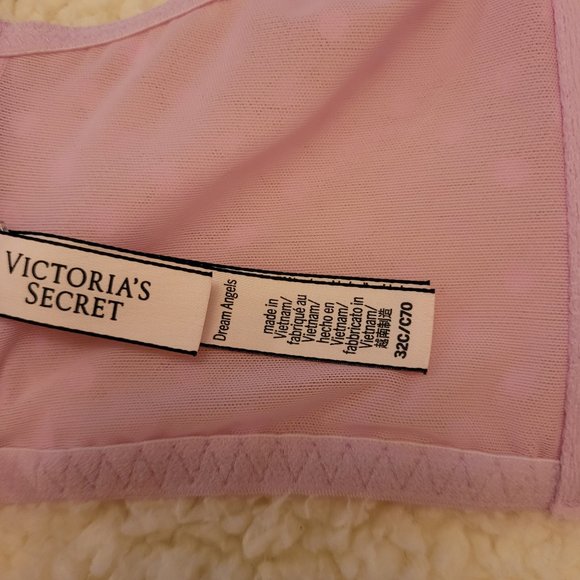 VICTORIA'S
SECRET
Dream Angels
made in
Vietnam/
fabriqué au
Vietnam/
hecho en
Vietnam/
fabbricato in
Vietnam/
越南制造
32C/C70